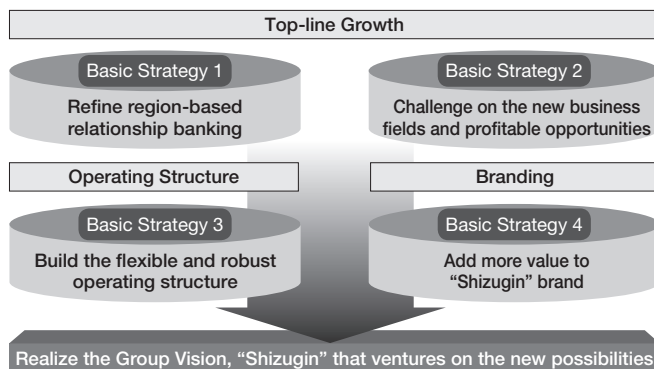 Top-line Growth
Basic Strategy 1
Refine region-based
relationship banking
Basic Strategy 2
Challenge on the new business
fields and profitable opportunities
Operating Structure
Branding
Basic Strategy 3
Build the flexible and robust
operating structure
Basic Strategy 4
Add more value to
“Shizugin” brand
Realize the Group Vision, “Shizugin” that ventures on the new possibilities